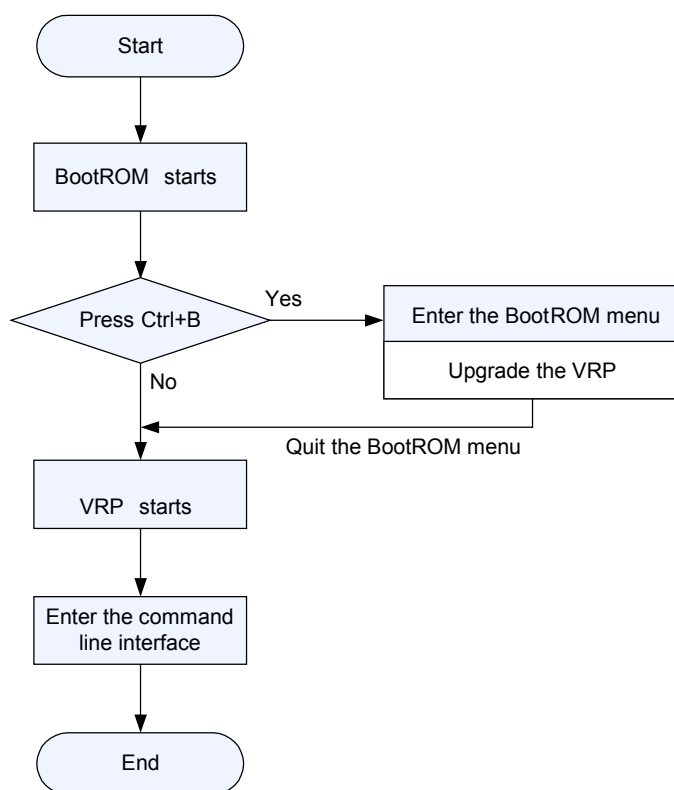 Start
BootROM starts
Press Ctrl+B
Yes
Enter the BootROM menu
Upgrade the VRP
No
Quit the BootROM menu
VRP starts
Enter the command
line interface
End